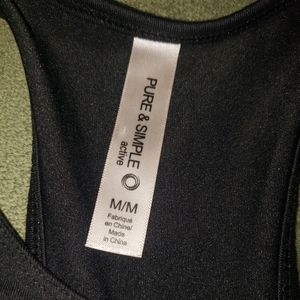 PURE & SIMPLE
active
M/M
Fabriqué
en Chine/
Made
in China